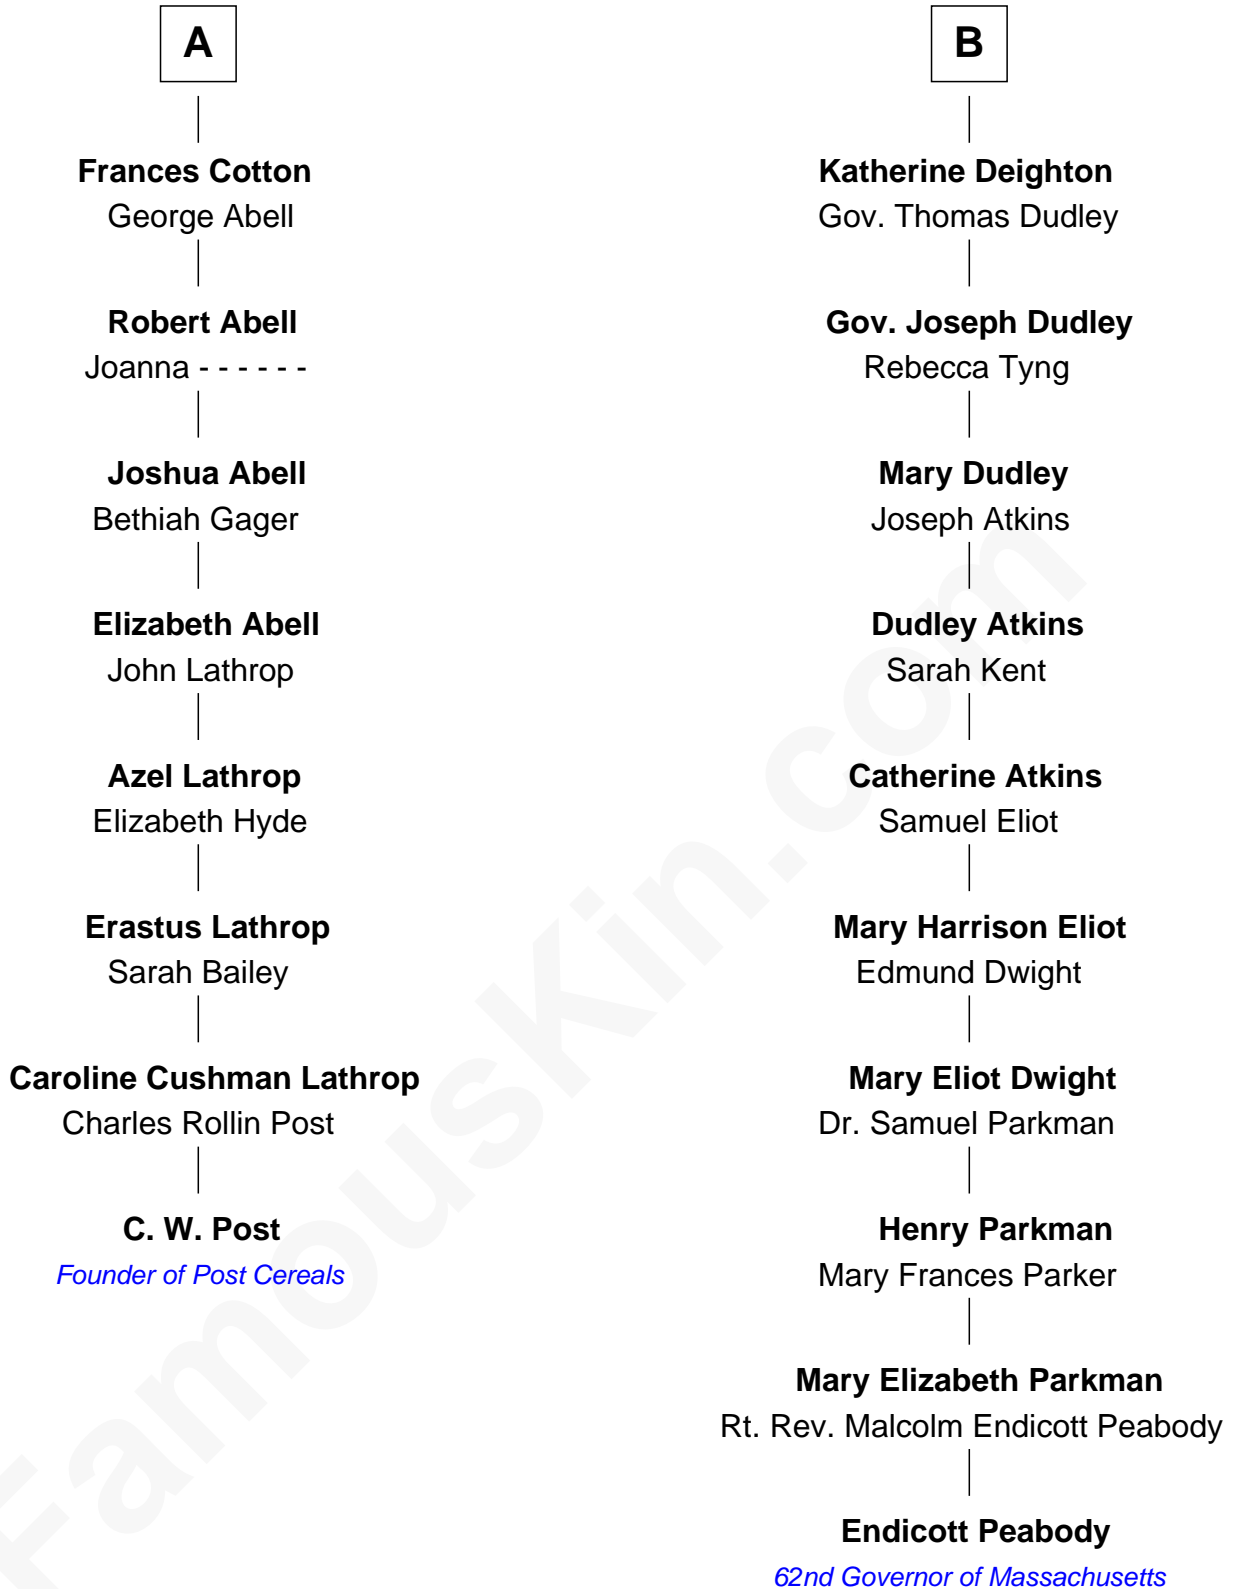 A
Frances Cotton
George Abell
Robert Abell
Joanna - - - - - -
Joshua Abell
Bethiah Gager
Elizabeth Abell
John Lathrop
Azel Lathrop
Elizabeth Hyde
Erastus Lathrop
Sarah Bailey
Caroline Cushman Lathrop
Charles Rollin Post
C. W. Post
Founder of Post Cereals
B
Katherine Deighton
Gov. Thomas Dudley
Gov. Joseph Dudley
Rebecca Tyng
Mary Dudley
Joseph Atkins
Dudley Atkins
Sarah Kent
Catherine Atkins
Samuel Eliot
Mary Harrison Eliot
Edmund Dwight
Mary Eliot Dwight
Dr. Samuel Parkman
Henry Parkman
Mary Frances Parker
Mary Elizabeth Parkman
Rt. Rev. Malcolm Endicott Peabody
Endicott Peabody
62nd Governor of Massachusetts
FamousKin.com